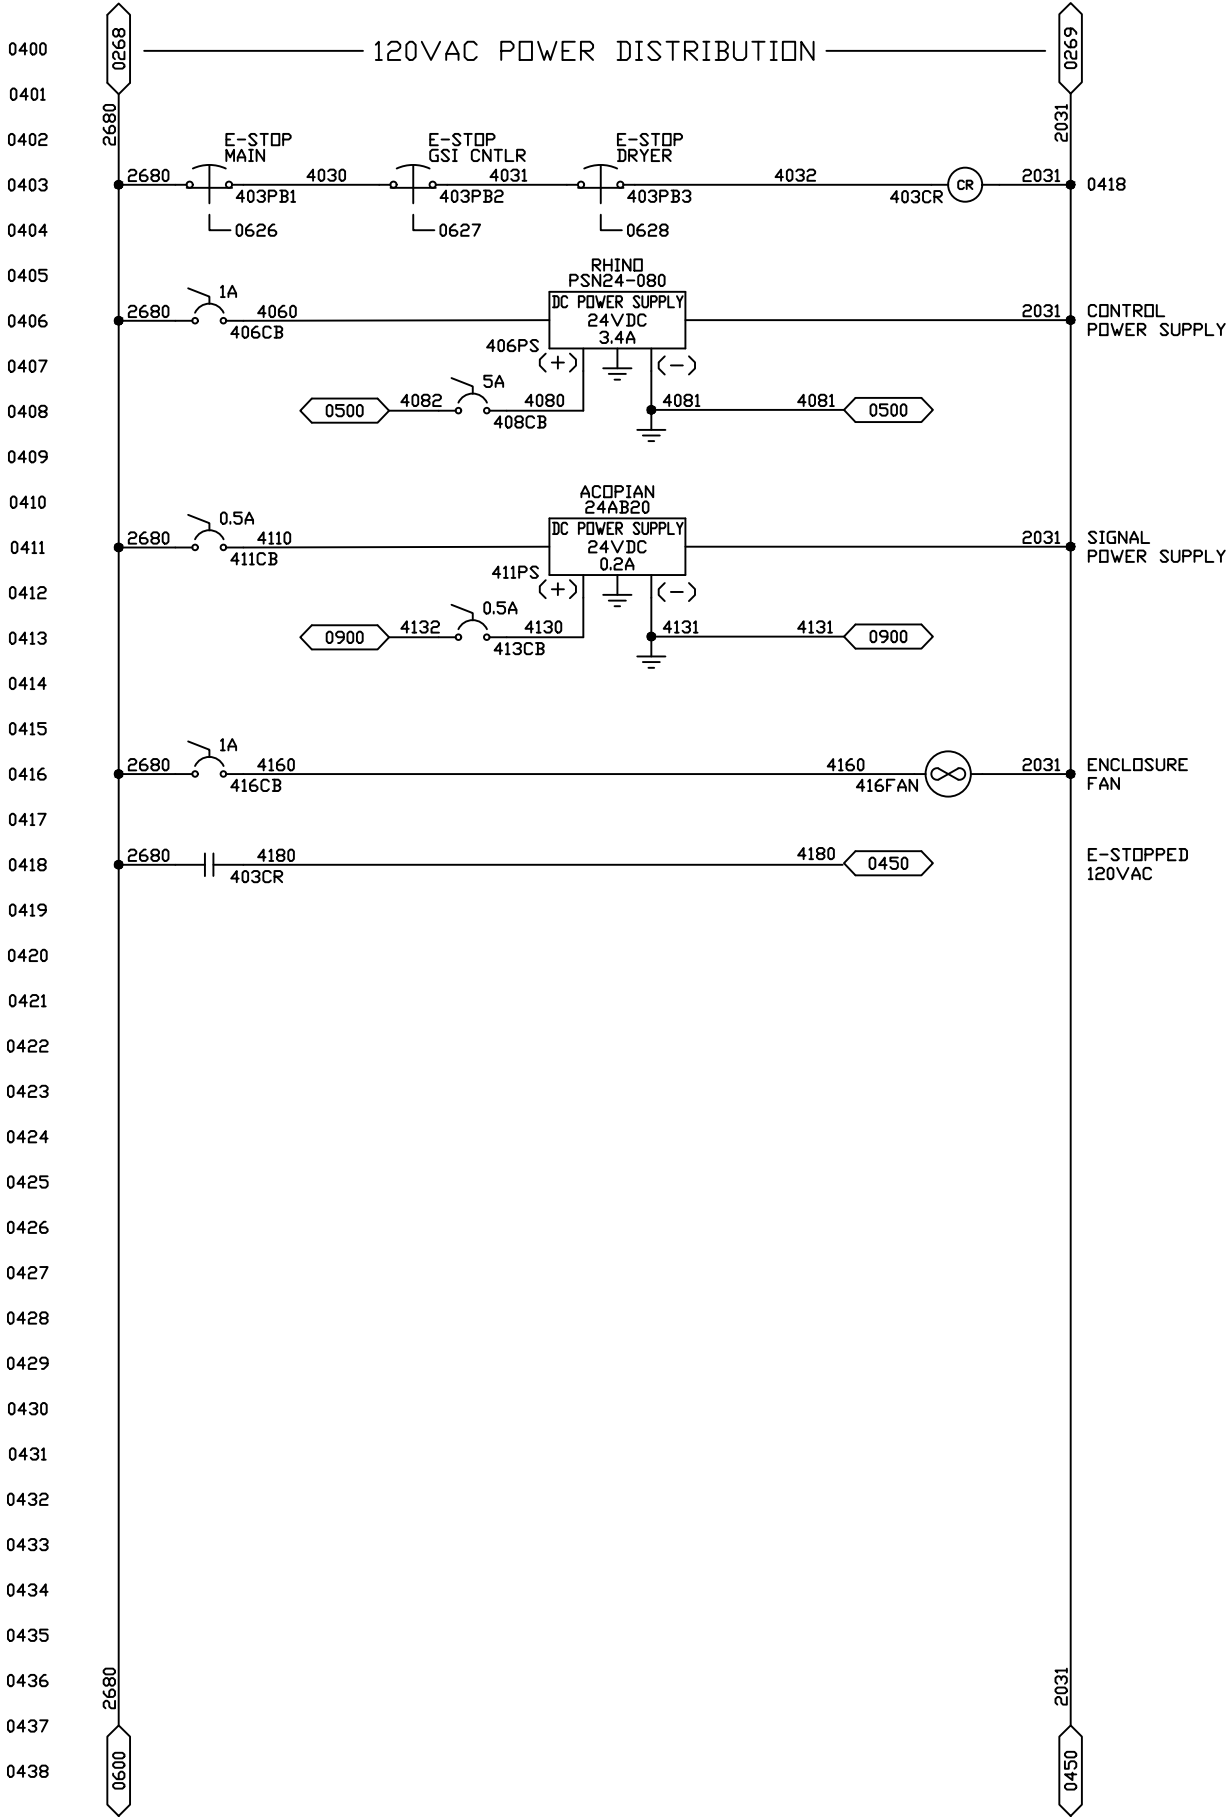 0400
0268
120VAC POWER DISTRIBUTION
0269
0401
2680
2031
0402
E-STOP
MAIN
E-STOP
GSI CNTLR
E-STOP
DRYER
0403
2680
4030
4031
4032
2031
0418
403PB1
403PB2
403PB3
403CR
CR
0404
0626
0627
0628
0405
RHINO
PSN24-080
1A
DC POWER SUPPLY
0406
2680
4060
24VDC
2031
CONTROL
POWER SUPPLY
406CB
3.4A
406PS
0407
(+)
(-)
5A
0408
0500
4082
4080
4081
4081
0500
408CB
0409
0410
ACOPIAN
24AB20
0.5A
DC POWER SUPPLY
0411
2680
4110
24VDC
2031
SIGNAL
POWER SUPPLY
411CB
0.2A
411PS
0412
(+)
(-)
0.5A
0413
0900
4132
4130
4131
4131
0900
413CB
0414
0415
1A
0416
2680
4160
4160
2031
ENCLOSURE
FAN
416CB
416FAN
0417
0418
2680
4180
4180
0450
E-STOPPED
120VAC
403CR
0419
0420
0421
0422
0423
0424
0425
0426
0427
0428
0429
0430
0431
0432
0433
0434
0435
0436
2680
2031
0437
0438
0600
0450